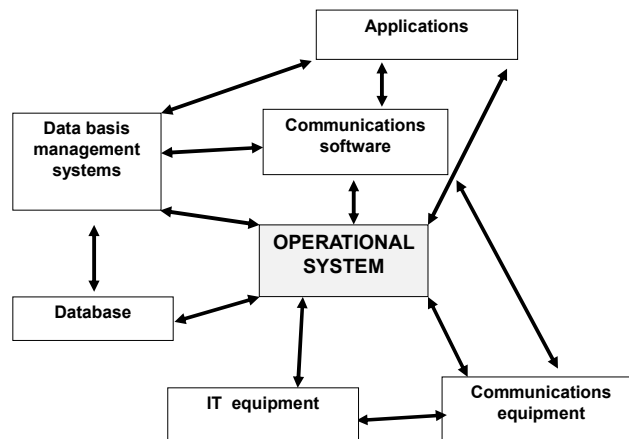 Applications
Data basis
management
systems
Communications
software
OPERATIONAL
SYSTEM
Database
IT equipment
Communications
equipment